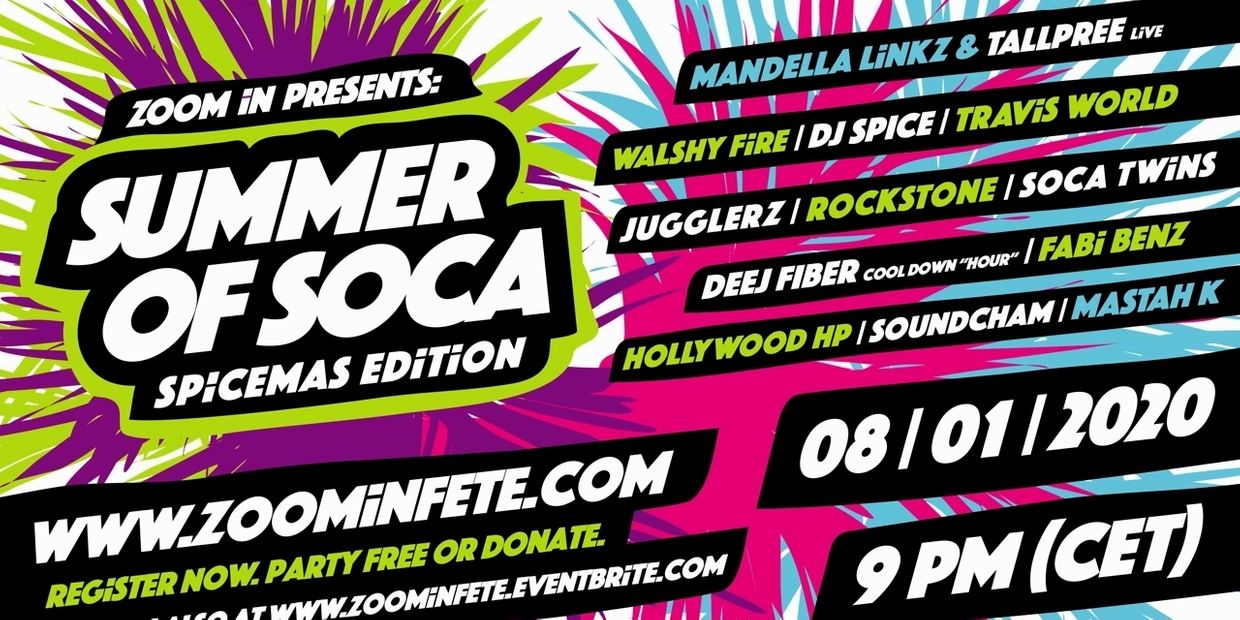 ZOOM iN PRESENTS:
SUMMER
OF SOCA
SPiCEMAS EDiTiON
MANDELLA LiNKZ & TALLPREE LiVE
WALSHY FiRE | DJ SPICE | TRAViS WORLD
JUGGLERZ | ROCKSTONE | SOCA TWiNS
DEEJ FIBER COOL DOWN "HOUR" | FABi BENZ
HOLLYWOOD HP | SOUNDCHAM | MASTAH K
08 | 01 | 2020
9 PM (CET)
WWW.ZOOMiNFETE.COM
REGiSTER NOW. PARTY FREE OR DONATE.
ALSO AT WWW.ZOOMiNFETE.EVENTBRiTE.COM